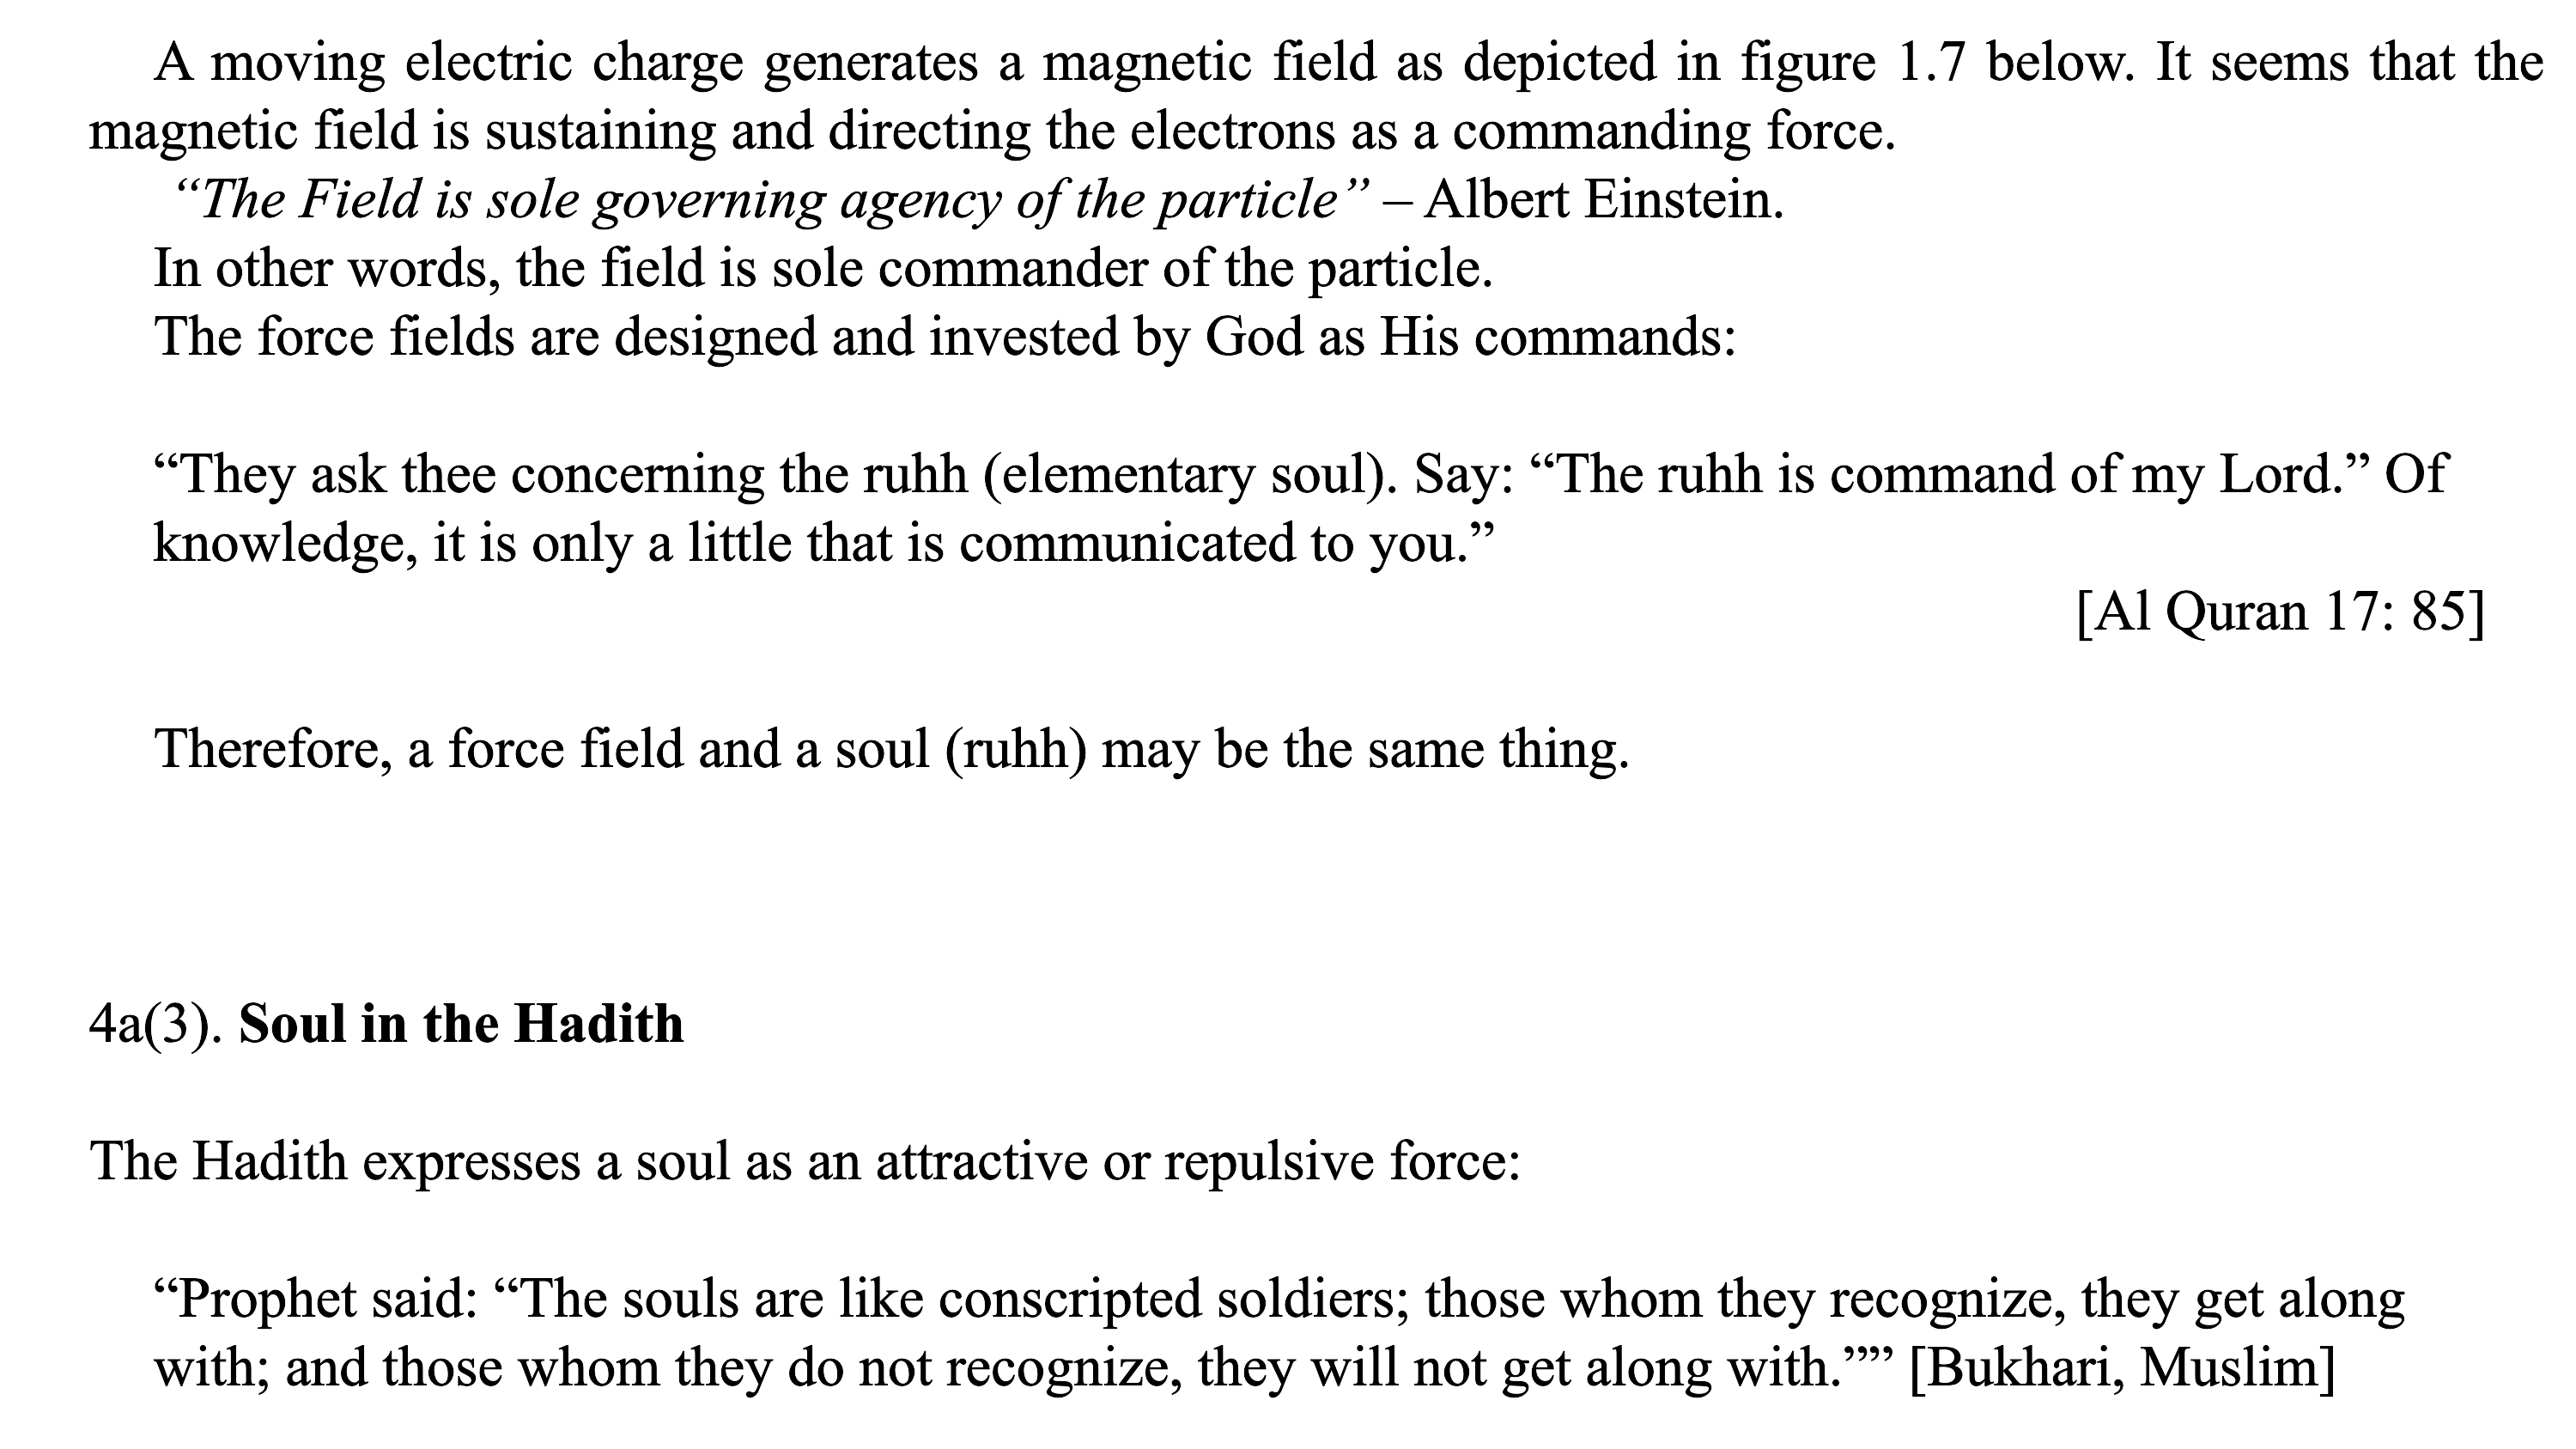 A moving electric charge generates a magnetic field as depicted in figure 1.7 below. It seems that the
magnetic field is sustaining and directing the electrons as a commanding force.
“The Field is sole governing agency of the particle” – Albert Einstein.
In other words, the field is sole commander of the particle.
The force fields are designed and invested by God as His commands:
“They ask thee concerning the ruhh (elementary soul). Say: “The ruhh is command of my Lord.” Of
knowledge, it is only a little that is communicated to you.”
[Al Quran 17: 85]
Therefore, a force field and a soul (ruhh) may be the same thing.
4a(3). Soul in the Hadith
The Hadith expresses a soul as an attractive or repulsive force:
“Prophet said: “The souls are like conscripted soldiers; those whom they recognize, they get along
with; and those whom they do not recognize, they will not get along with.”” [Bukhari, Muslim]